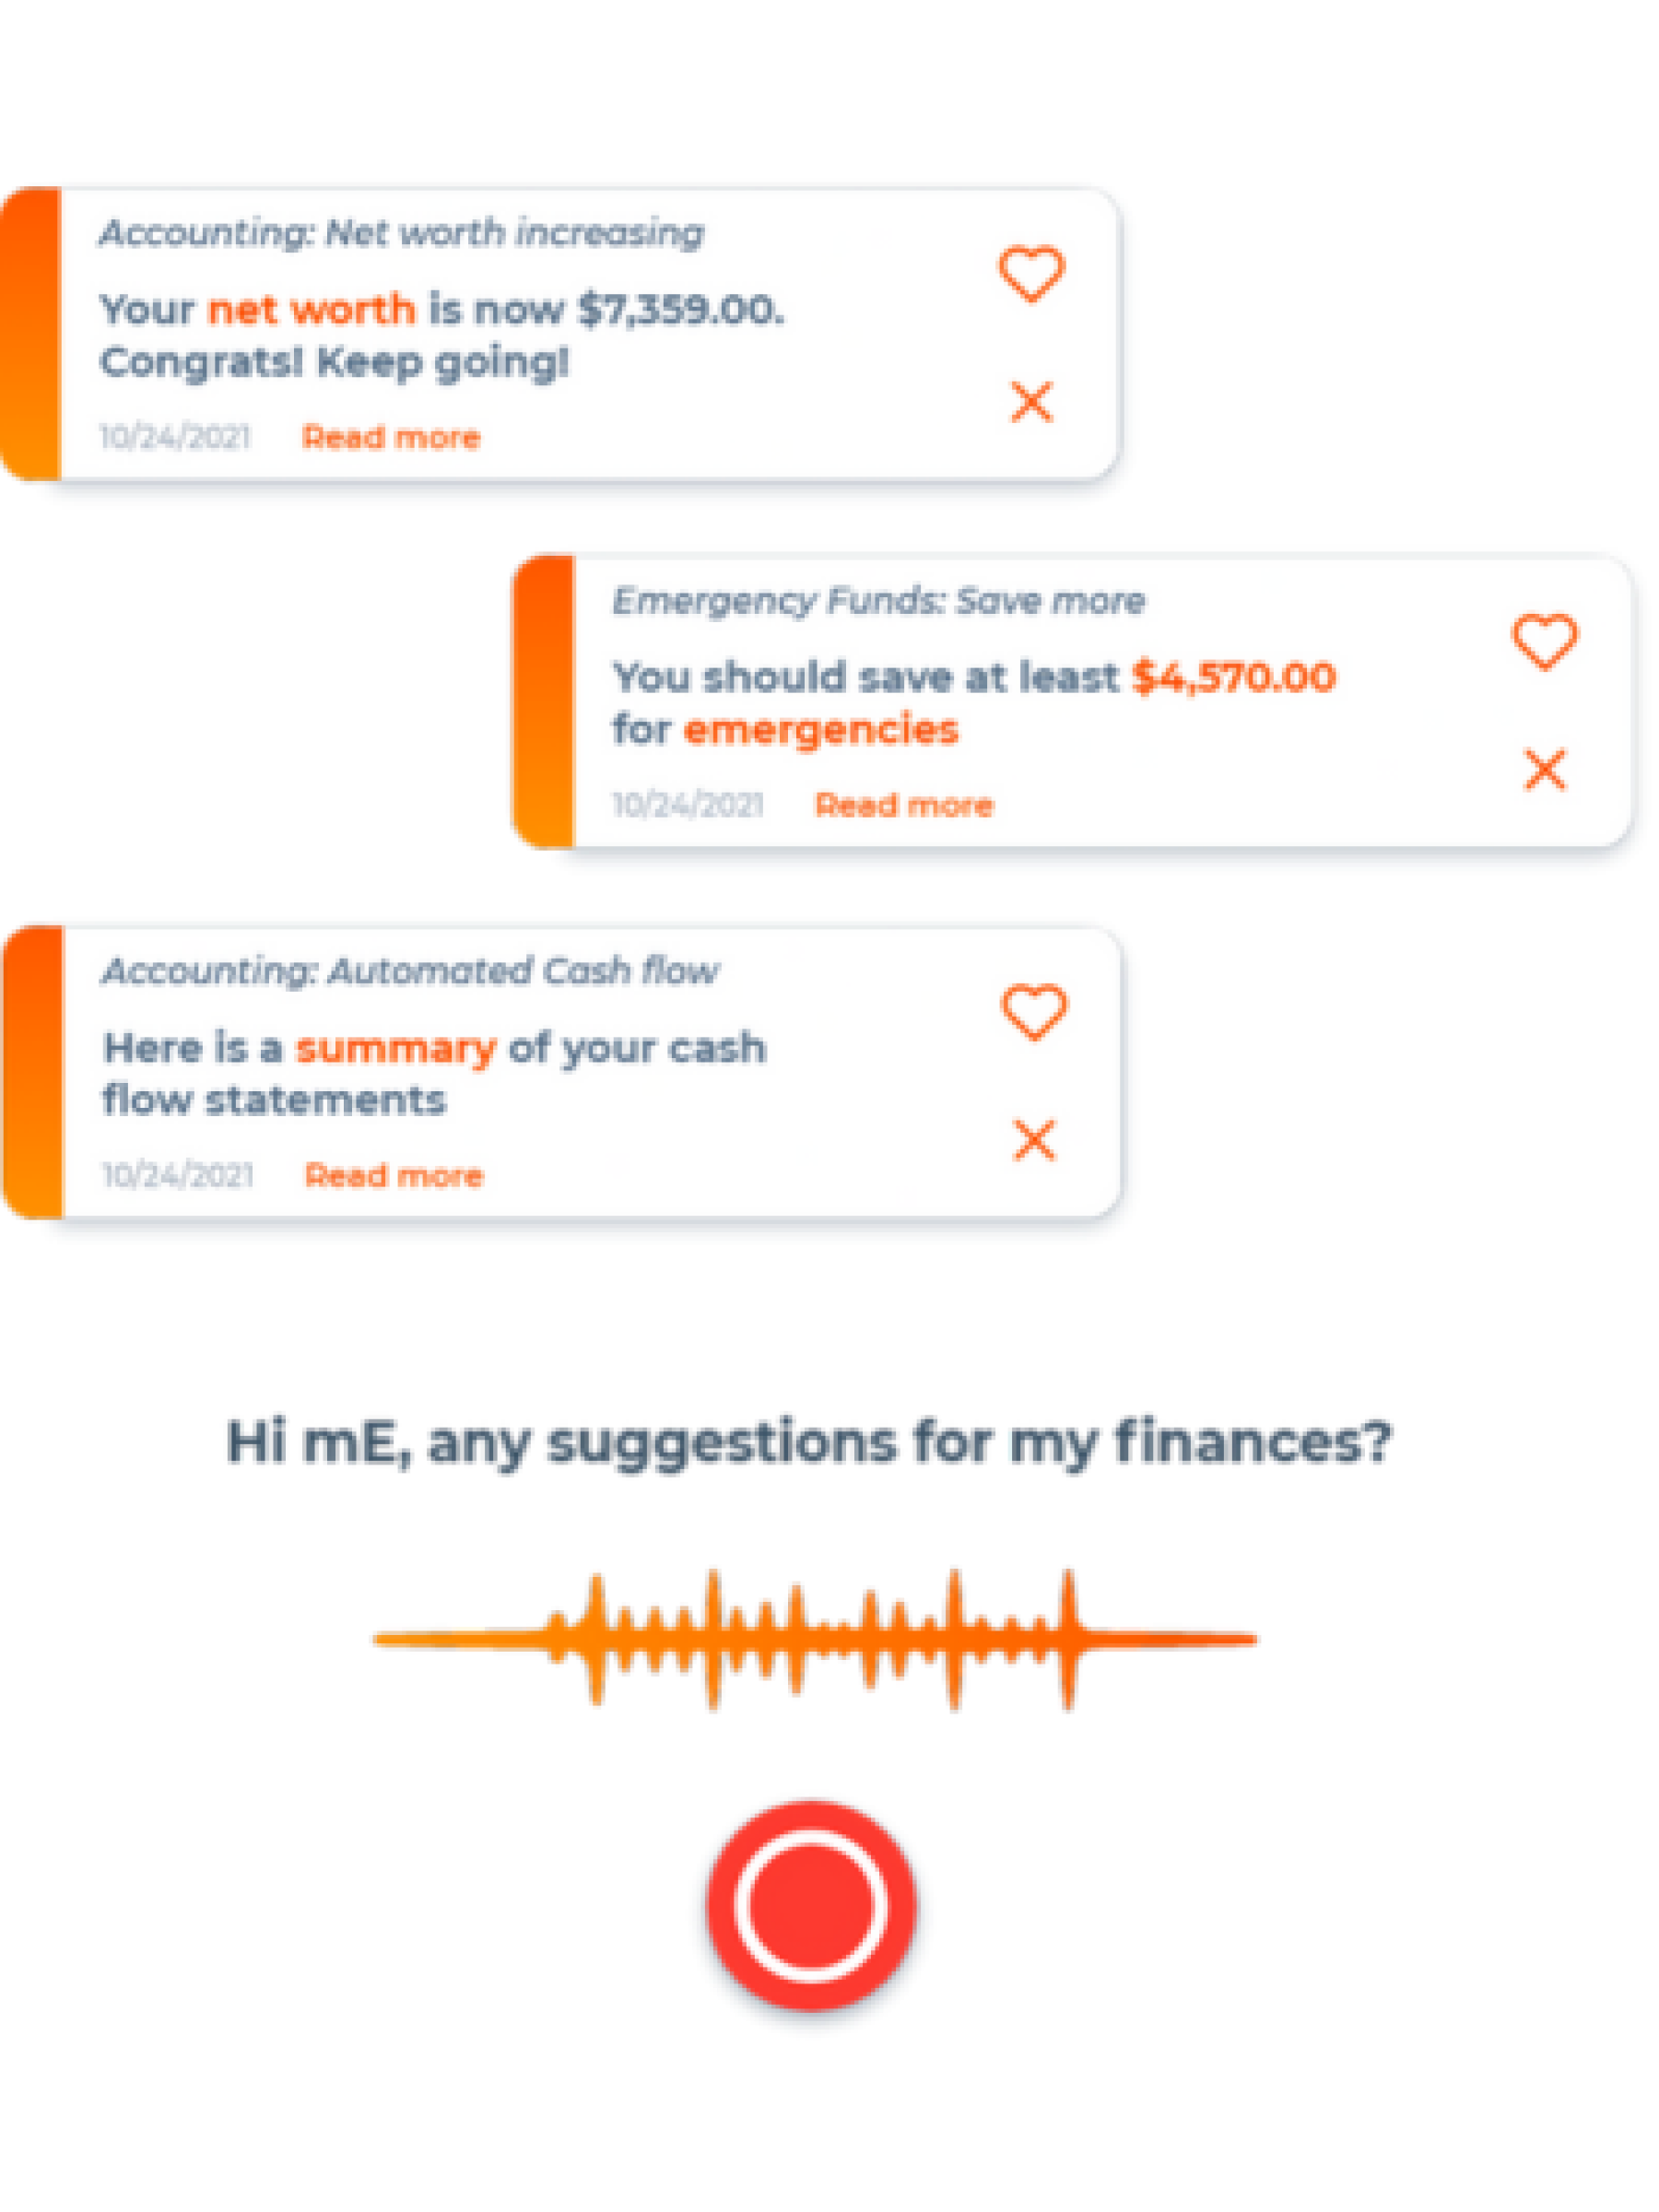 Accounting: Net worth increasing
Your net worth is now $7,359.00.
Congrats! Keep going!
10/24/2021 Read more
Emergency Funds: Save more
You should save at least $4,570.00
for emergencies
10/24/2021 Read more
Accounting: Automated Cash flow
Here is a summary of your cash
flow statements
10/24/2021 Read more
Hi mE, any suggestions for my finances?